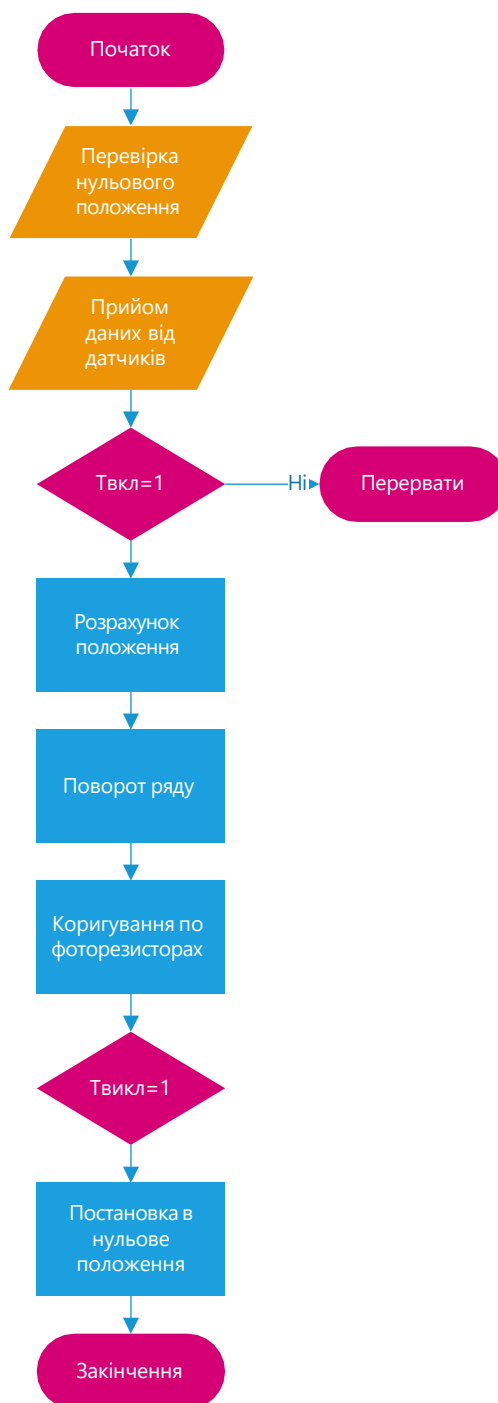 Початок
Перевірка
нульового
положення
Прийом
даних від
датчиків
Твкл=1
Ні
Перервати
Розрахунок
положення
Поворот ряду
Коригування по
фоторезисторах
Твикл=1
Постановка в
нульове
положення
Закінчення